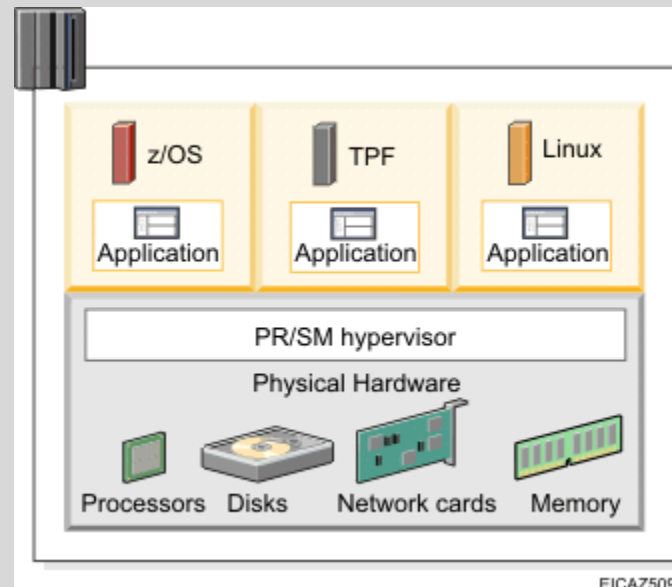 z/OS
TPF
Linux
Application
Application
Application
PR/SM hypervisor
Physical Hardware
Processors
Disks
Network cards
Memory